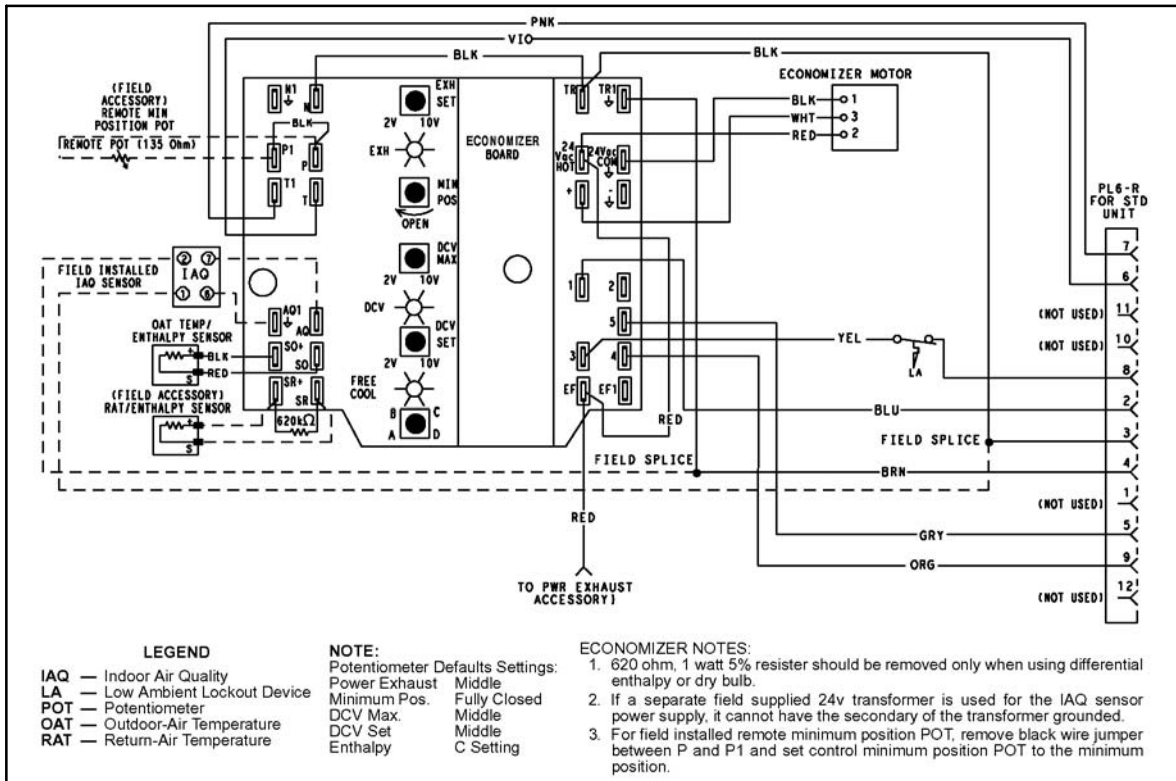 PNK
VIO
BLK
BLK
(FIELD
ACCESSORY)
REMOTE MIN
POSITION POT
REMOTE POT (135 Ohm)
N1
N
BLK
P1
P
T1
T
EXH
SET
2V 10V
EXH
MIN
POS
OPEN
DCV
MAX
2V 10V
DCV
DCV
SET
2V 10V
FREE
COOL
B C
A D
ECONOMIZER
BOARD
TR
TR1
24
Vac
HOT
24Vac
COM
+
-
1
2
5
3
4
EF
EF1
ECONOMIZER MOTOR
BLK 1
WHT 3
RED 2
PL6-R
FOR STD
UNIT
7
6
(NOT USED) 11
(NOT USED) 10
8
2
3
4
(NOT USED) 1
5
9
(NOT USED) 12
FIELD INSTALLED
IAQ SENSOR
2 7
IAQ
1 6
OAT TEMP/
ENTHALPY SENSOR
+
S
BLK
RED
(FIELD ACCESSORY)
RAT/ENTHALPY SENSOR
+
S
AQ1
AQ
SO+
SO
SR+
SR
620kΩ
YEL
LA
BLU
RED
FIELD SPLICE
FIELD SPLICE
BRN
RED
GRY
ORG
TO PWR EXHAUST
ACCESSORY)
LEGEND
IAQ — Indoor Air Quality
LA — Low Ambient Lockout Device
POT — Potentiometer
OAT — Outdoor-Air Temperature
RAT — Return-Air Temperature
NOTE:
Potentiometer Defaults Settings:
Power Exhaust Middle
Minimum Pos. Fully Closed
DCV Max. Middle
DCV Set Middle
Enthalpy C Setting
ECONOMIZER NOTES:
1. 620 ohm, 1 watt 5% resister should be removed only when using differential
enthalpy or dry bulb.
2. If a separate field supplied 24v transformer is used for the IAQ sensor
power supply, it cannot have the secondary of the transformer grounded.
3. For field installed remote minimum position POT, remove black wire jumper
between P and P1 and set control minimum position POT to the minimum
position.